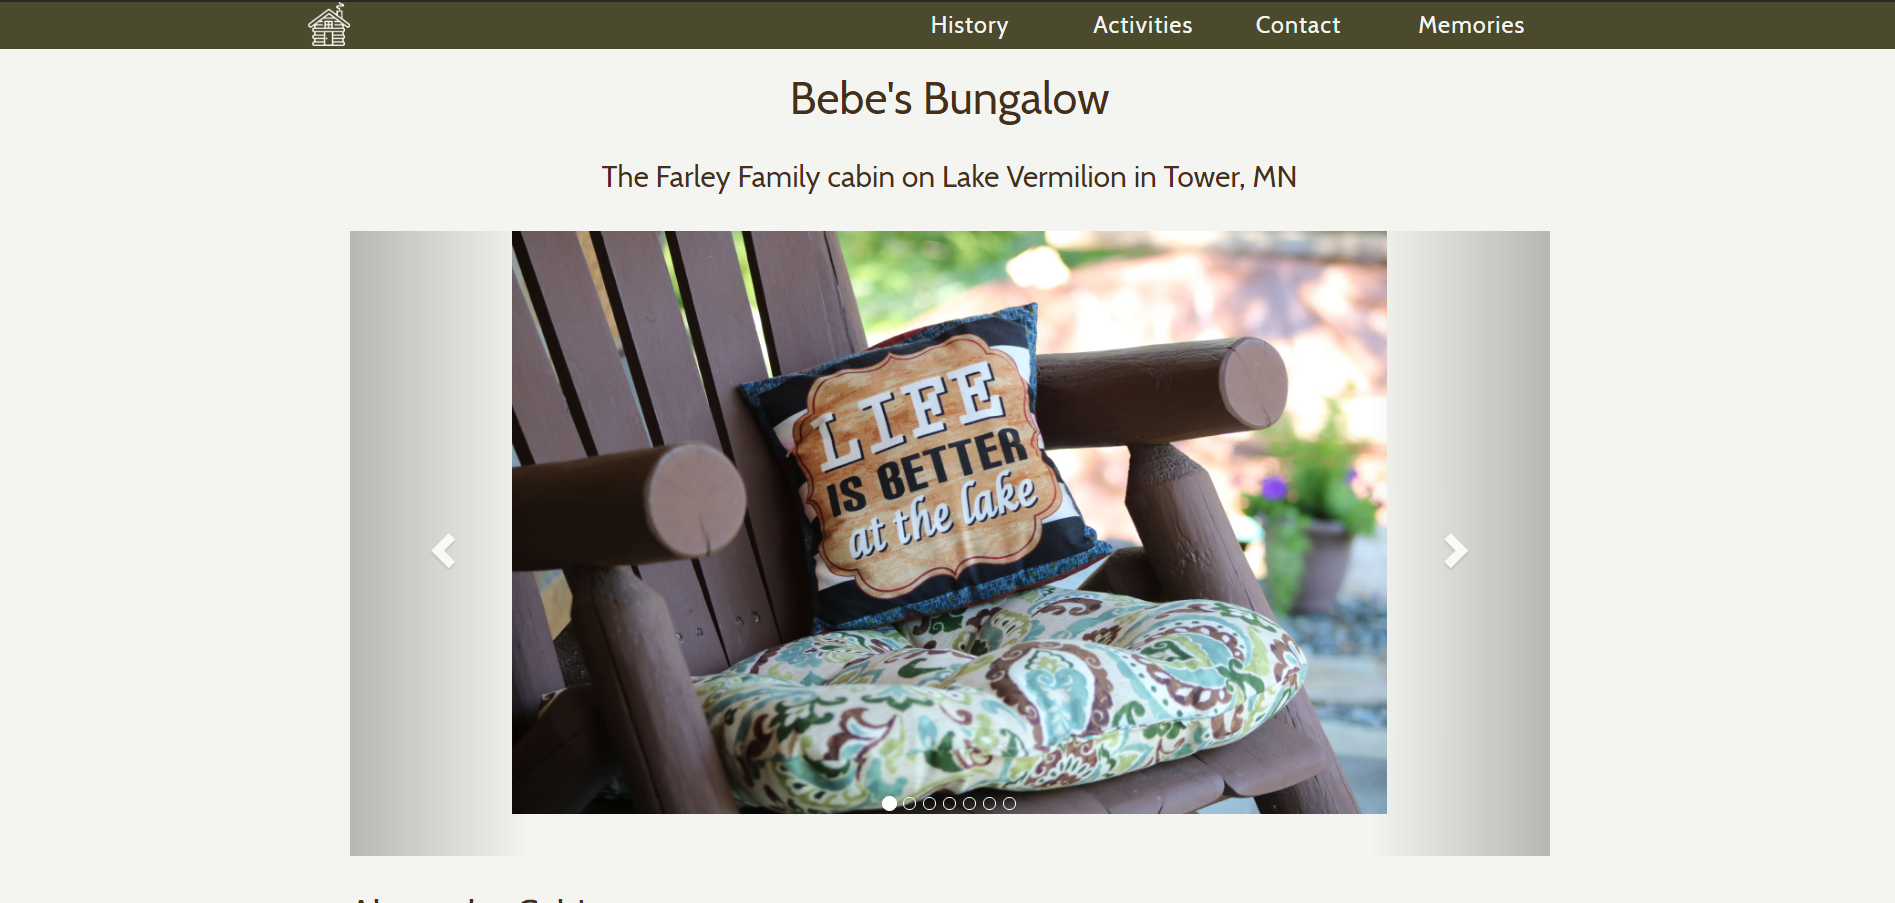 History Activities Contact Memories
Bebe's Bungalow
The Farley Family cabin on Lake Vermilion in Tower, MN
LIFE
IS BETTER
at the lake